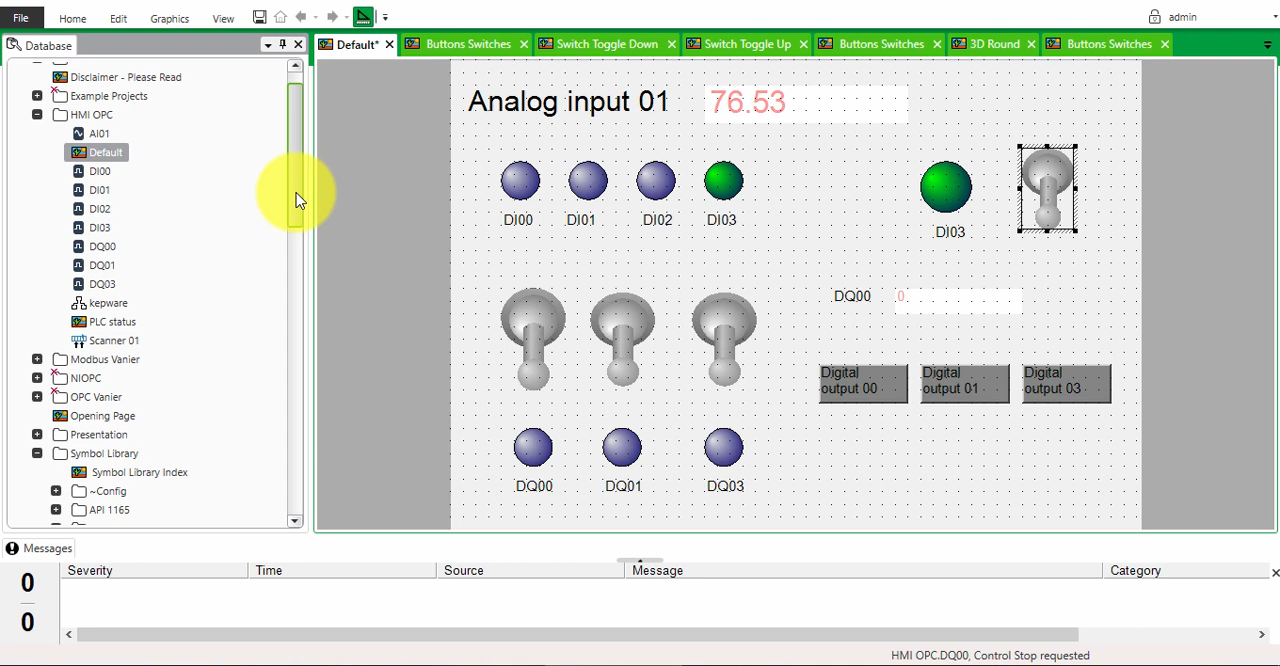 File Home Edit Graphics View admin
Database
Default* Buttons Switches Switch Toggle Down Switch Toggle Up Buttons Switches 3D Round Buttons Switches
Disclaimer - Please Read
Example Projects
HMI OPC
AI01
Default
DI00
DI01
DI02
DI03
DQ00
DQ01
DQ03
kepware
PLC status
Scanner 01
Modbus Vanier
NIOPC
OPC Vanier
Opening Page
Presentation
Symbol Library
Symbol Library Index
~Config
API 1165
Analog input 01 76.53
DI00 DI01 DI02 DI03
DI03
DQ00 0
Digital output 00
Digital output 01
Digital output 03
DQ00 DQ01 DQ03
Messages
Severity Time Source Message Category
0
0
HMI OPC.DQ00, Control Stop requested